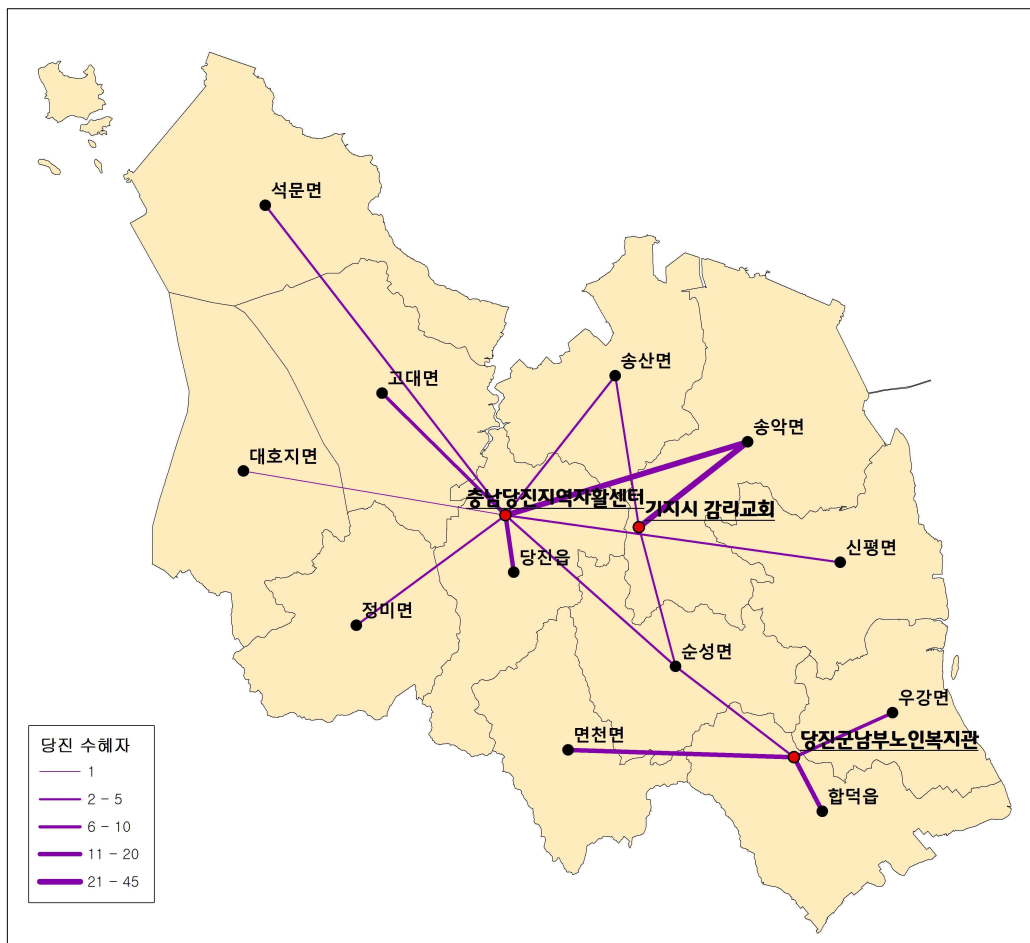 석문면
송산면
고대면
송악면
대호지면
충남당진지역자활센터
기지시 감리교회
당진읍
신평면
정미면
순성면
우강면
면천면
당진군남부노인복지관
합덕읍
당진 수혜자
1
2 - 5
6 - 10
11 - 20
21 - 45